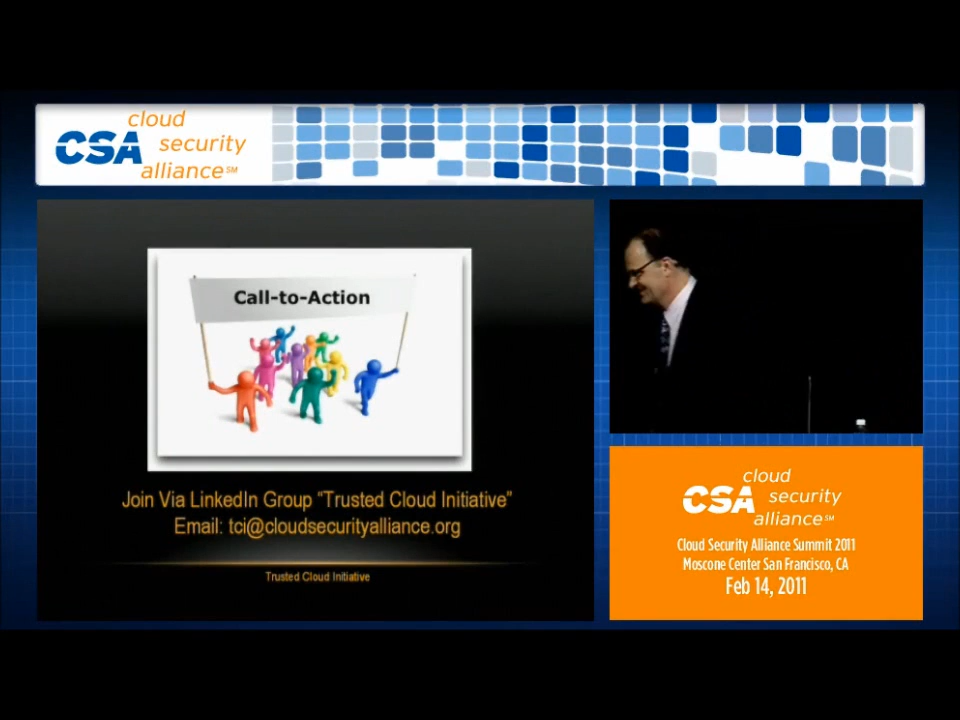 CSA
cloud
security
alliance℠
Call-to-Action
Join Via LinkedIn Group “Trusted Cloud Initiative”
Email: tci@cloudsecurityalliance.org
Trusted Cloud Initiative
CSA
cloud
security
alliance℠
Cloud Security Alliance Summit 2011
Moscone Center San Francisco, CA
Feb 14, 2011